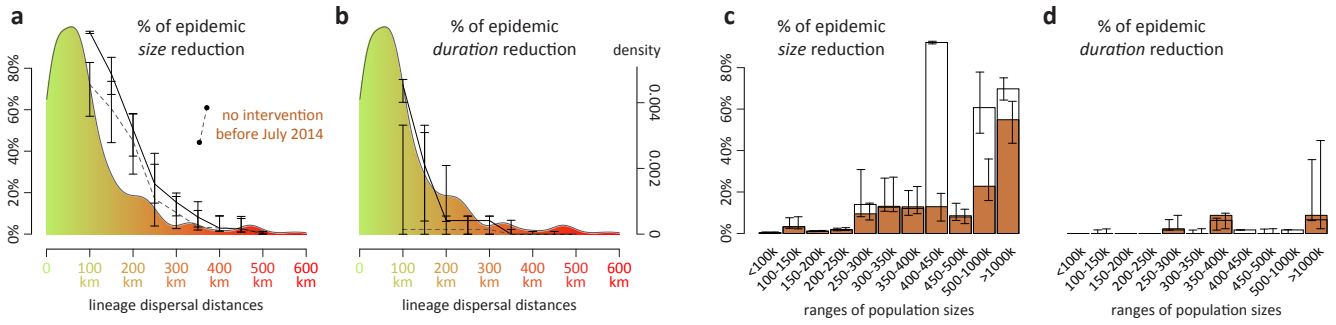 a
% of epidemic
size reduction
80%
60%
40%
20%
0%
no intervention
before July 2014
0
100
km
200
km
300
km
400
km
500
km
600
km
lineage dispersal distances
b
% of epidemic
duration reduction
density
0.004
0.002
0
0
100
km
200
km
300
km
400
km
500
km
600
km
lineage dispersal distances
c
% of epidemic
size reduction
80%
60%
40%
20%
0%
<100k
100-150k
150-200k
200-250k
250-300k
300-350k
350-400k
400-450k
450-500k
500-1000k
>1000k
ranges of population sizes
d
% of epidemic
duration reduction
80%
60%
40%
20%
0%
<100k
100-150k
150-200k
200-250k
250-300k
300-350k
350-400k
400-450k
450-500k
500-1000k
>1000k
ranges of population sizes